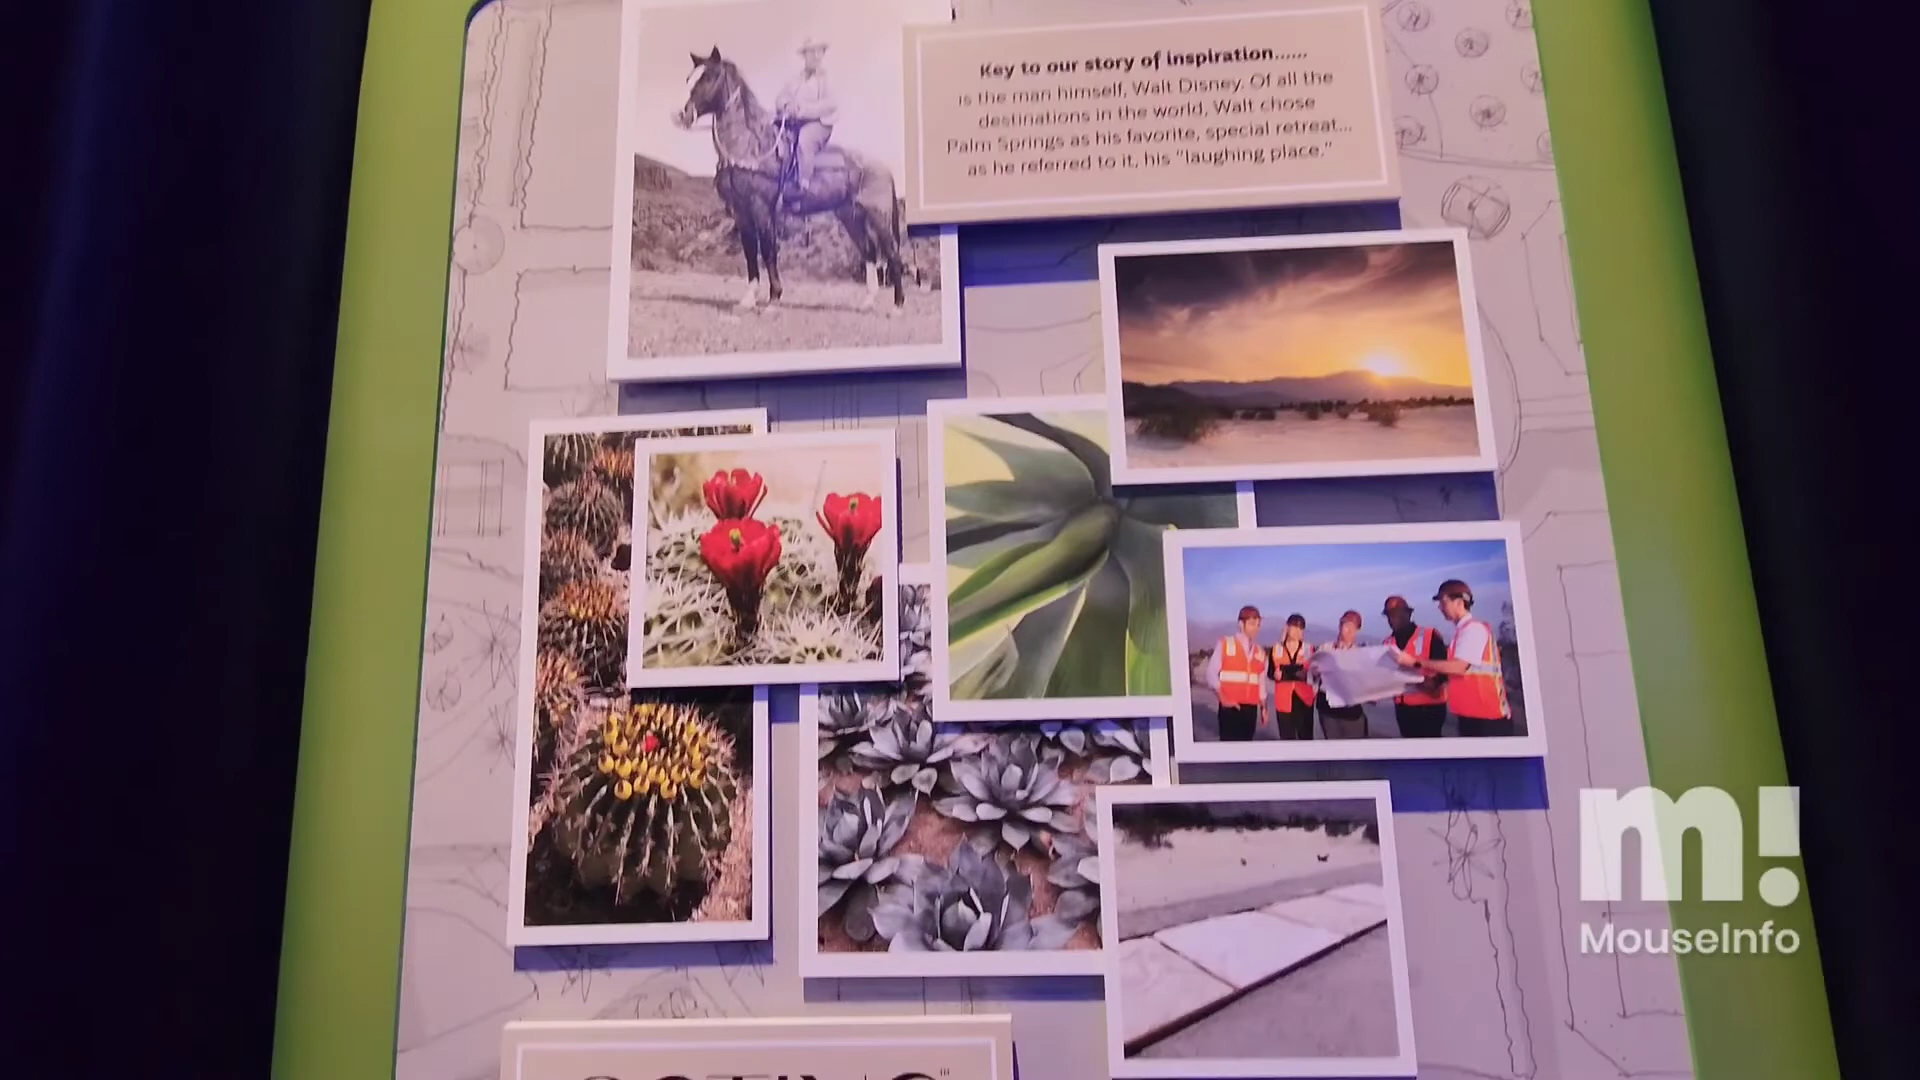 Key to our story of inspiration......
is the man himself, Walt Disney. Of all the
destinations in the world, Walt chose
Palm Springs as his favorite, special retreat...
as he referred to it, his "laughing place."
m!
MouseInfo